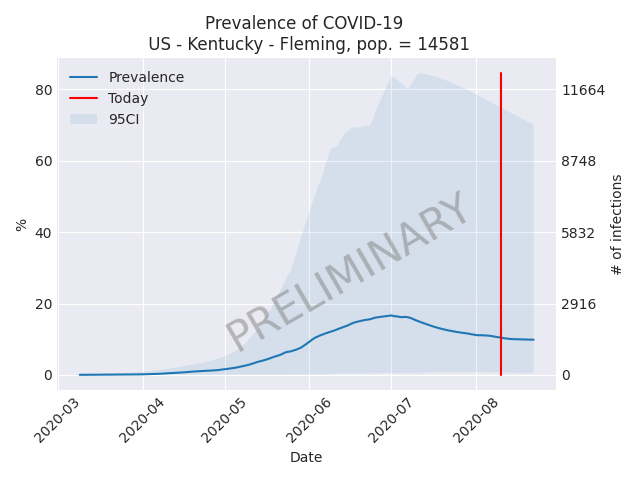 Prevalence of COVID-19
US - Kentucky - Fleming, pop. = 14581
Prevalence
Today
95CI
%
80
60
40
20
0
11664
8748
5832
2916
0
# of infections
PRELIMINARY
2020-03
2020-04
2020-05
2020-06
2020-07
2020-08
Date